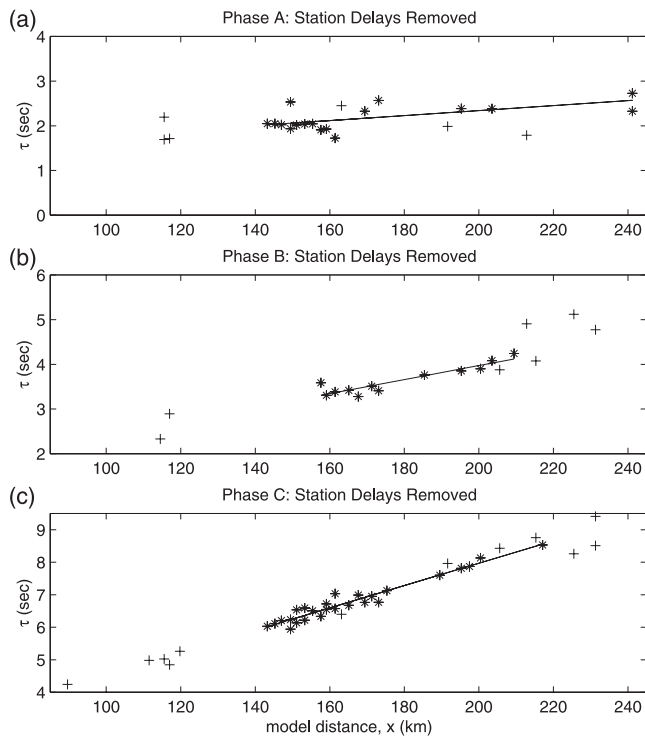 (a)
Phase A: Station Delays Removed
4
3
2
1
0
τ (sec)
100 120 140 160 180 200 220 240
(b)
Phase B: Station Delays Removed
6
5
4
3
2
τ (sec)
100 120 140 160 180 200 220 240
(c)
Phase C: Station Delays Removed
9
8
7
6
5
4
τ (sec)
100 120 140 160 180 200 220 240
model distance, x (km)